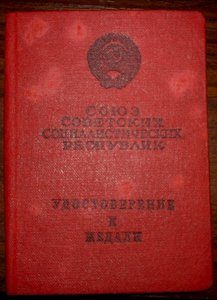 СОЮЗ
СОВЕТСКИХ
СОЦИАЛИСТИЧЕСКИХ
РЕСПУБЛИК
УДОСТОВЕРЕНИЕ
К
МЕДАЛИ